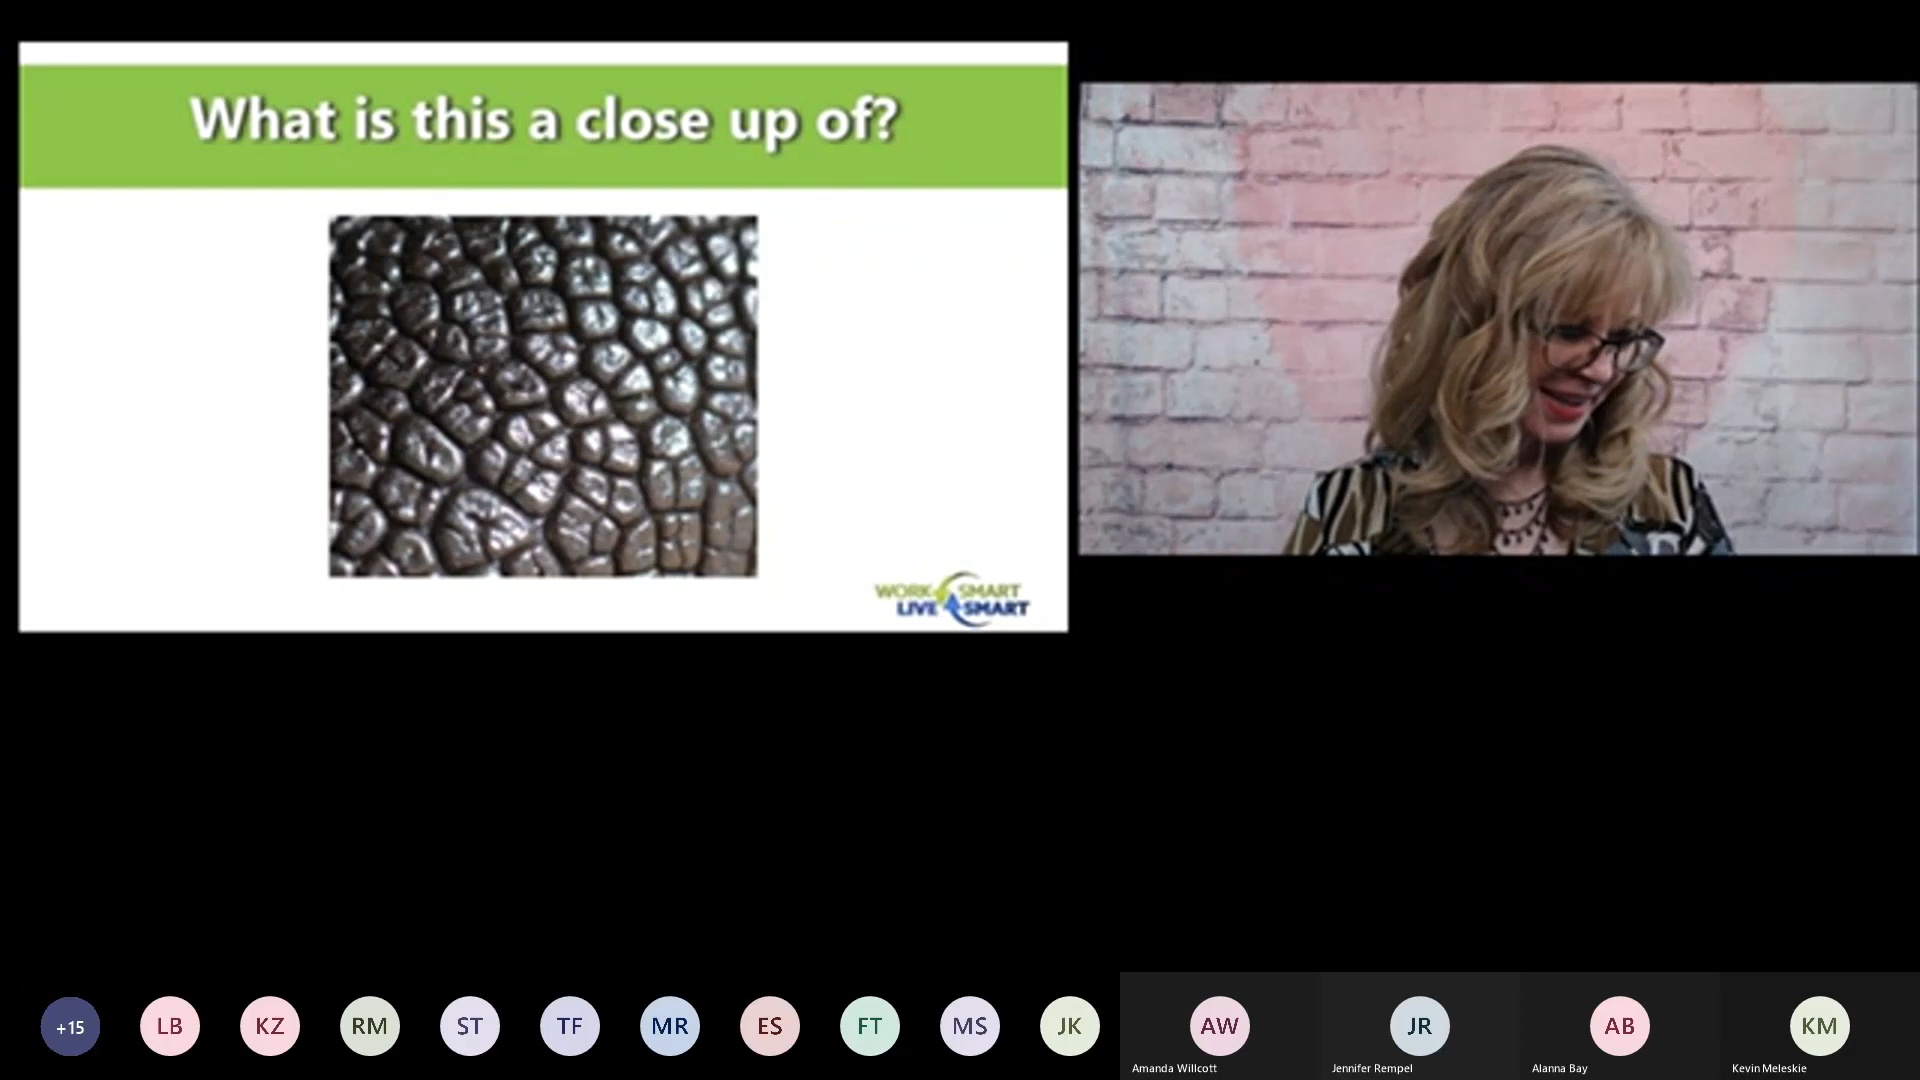 What is this a close up of?
WORK SMART
LIVE SMART
+15
LB
KZ
RM
ST
TF
MR
ES
FT
MS
JK
AW
JR
AB
KM
Amanda Willcott
Jennifer Rempel
Alanna Bay
Kevin Meleskie